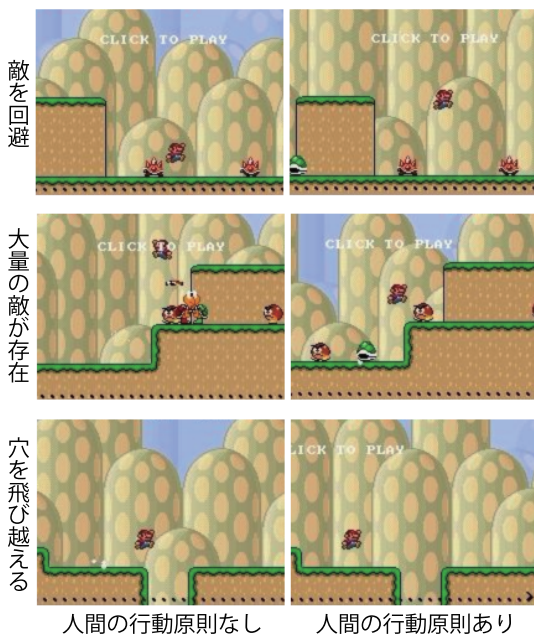 敵を回避
CLICK TO PLAY
CLICK TO PLAY
大量の敵が存在
CLICK TO PLAY
CLICK TO PLAY
穴を飛び越える
LICK TO PLAY
人間の行動原則なし
人間の行動原則あり